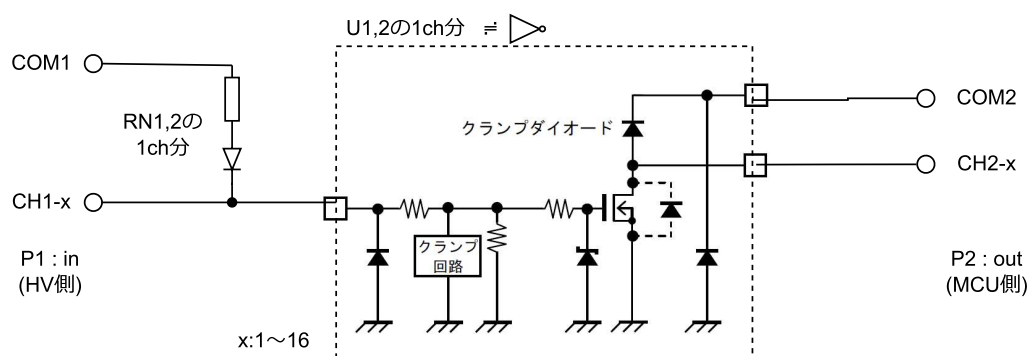 U1,2の1ch分 ≓
COM1
RN1,2の
1ch分
クランプダイオード
COM2
CH2-x
CH1-x
クランプ
回路
P1 : in
(HV側)
P2 : out
(MCU側)
x:1～16